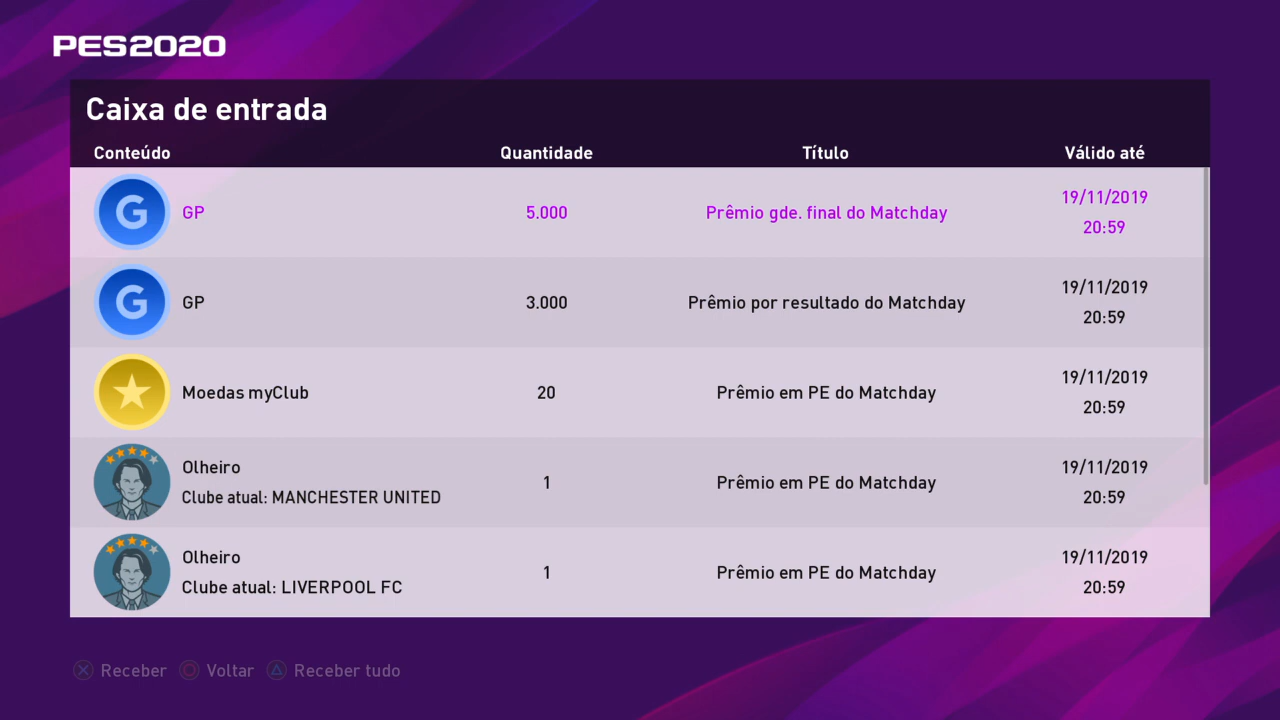 PES2020
Caixa de entrada
Conteúdo Quantidade Título Válido até
GP 5.000 Prêmio gde. final do Matchday 19/11/2019 20:59
GP 3.000 Prêmio por resultado do Matchday 19/11/2019 20:59
Moedas myClub 20 Prêmio em PE do Matchday 19/11/2019 20:59
Olheiro
Clube atual: MANCHESTER UNITED 1 Prêmio em PE do Matchday 19/11/2019 20:59
Olheiro
Clube atual: LIVERPOOL FC 1 Prêmio em PE do Matchday 19/11/2019 20:59
Receber Voltar Receber tudo